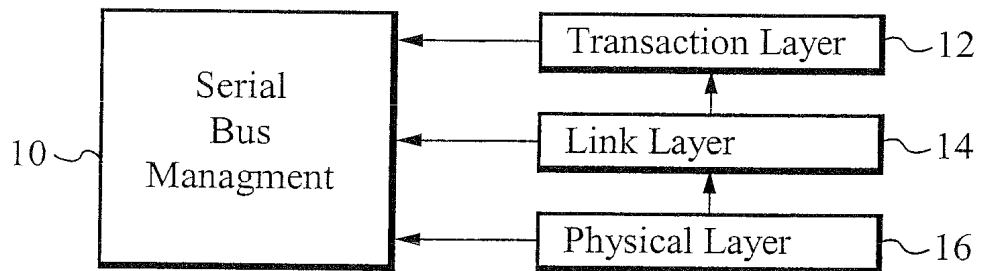 Serial
Bus
Managment
10
Transaction Layer
12
Link Layer
14
Physical Layer
16